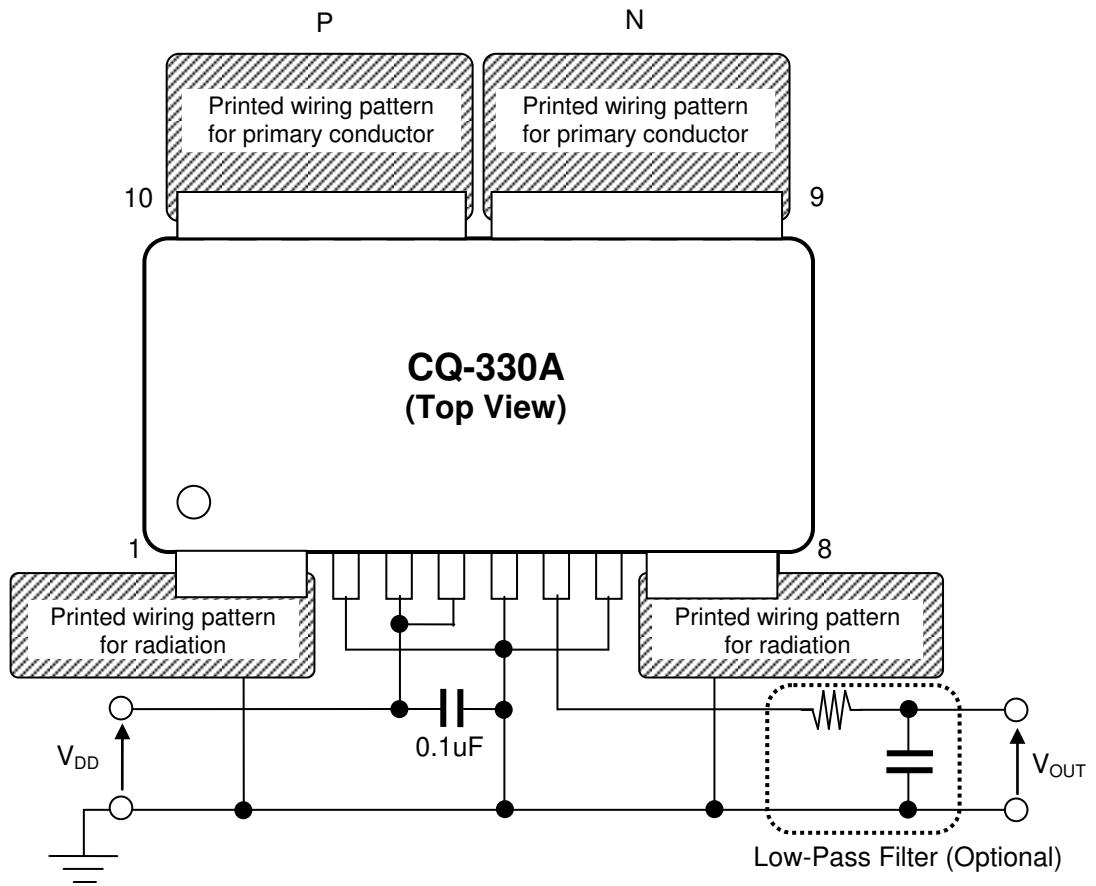 P
N
Printed wiring pattern
for primary conductor
Printed wiring pattern
for primary conductor
10
9
CQ-330A
(Top View)
1
8
Printed wiring pattern
for radiation
Printed wiring pattern
for radiation
0.1uF
VDD
VOUT
Low-Pass Filter (Optional)